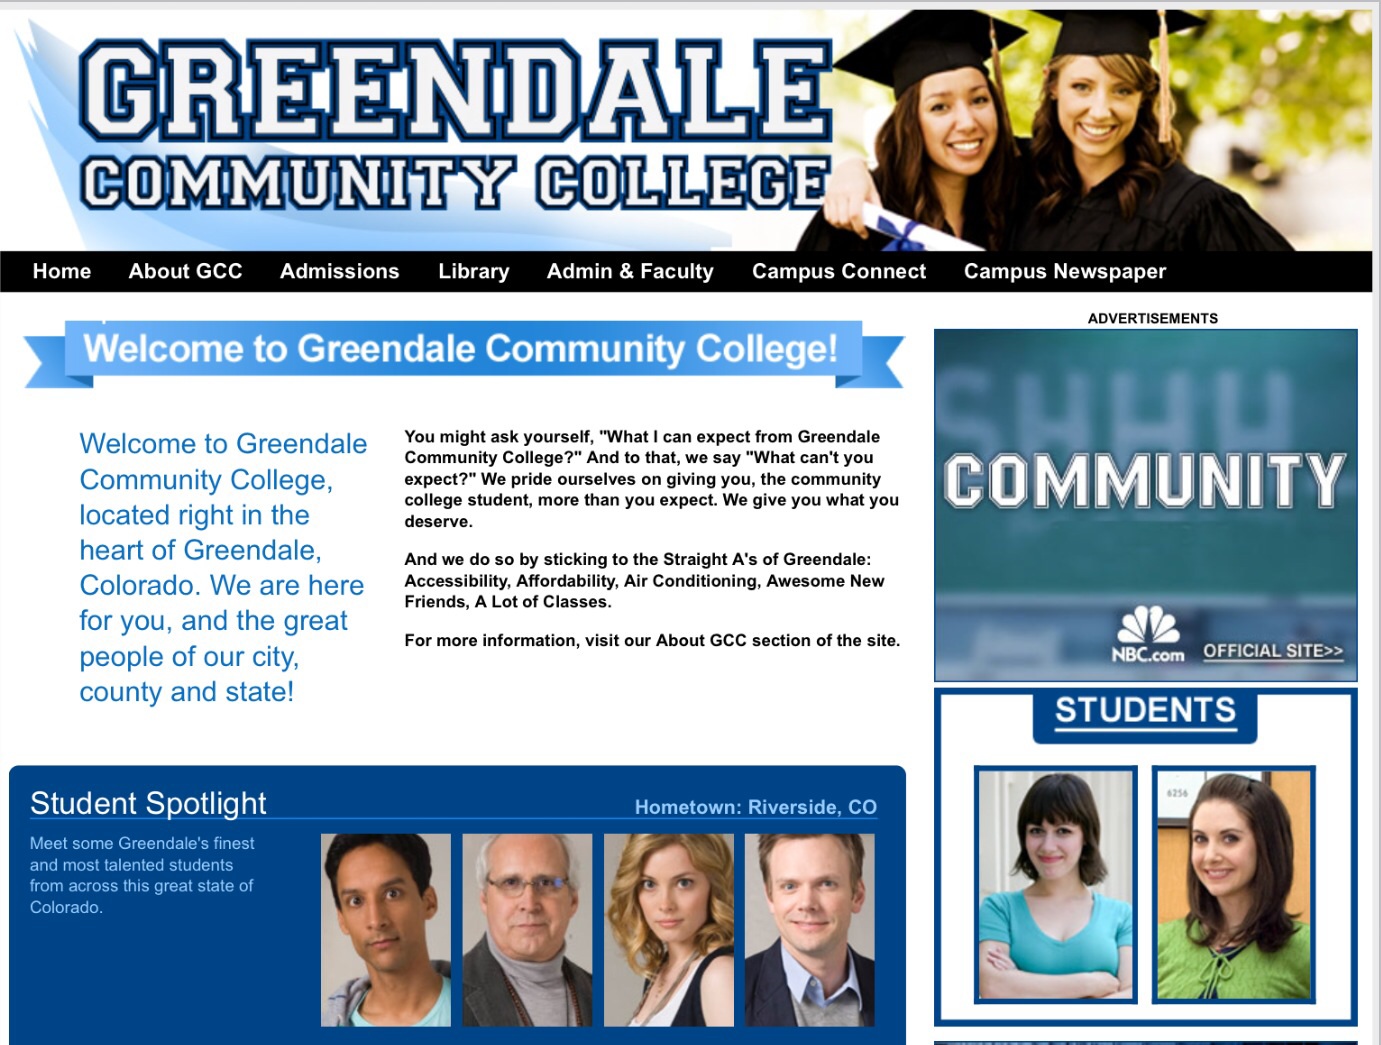 GREENDALE
COMMUNITY COLLEGE
Home About GCC Admissions Library Admin & Faculty Campus Connect Campus Newspaper
Welcome to Greendale Community College!
Welcome to Greendale
Community College,
located right in the
heart of Greendale,
Colorado. We are here
for you, and the great
people of our city,
county and state!
You might ask yourself, "What I can expect from Greendale
Community College?" And to that, we say "What can't you
expect?" We pride ourselves on giving you, the community
college student, more than you expect. We give you what you
deserve.
And we do so by sticking to the Straight A's of Greendale:
Accessibility, Affordability, Air Conditioning, Awesome New
Friends, A Lot of Classes.
For more information, visit our About GCC section of the site.
Student Spotlight
Hometown: Riverside, CO
Meet some Greendale's finest
and most talented students
from across this great state of
Colorado.
ADVERTISEMENTS
SHHH
COMMUNITY
NBC.com
OFFICIAL SITE>>
STUDENTS
6256